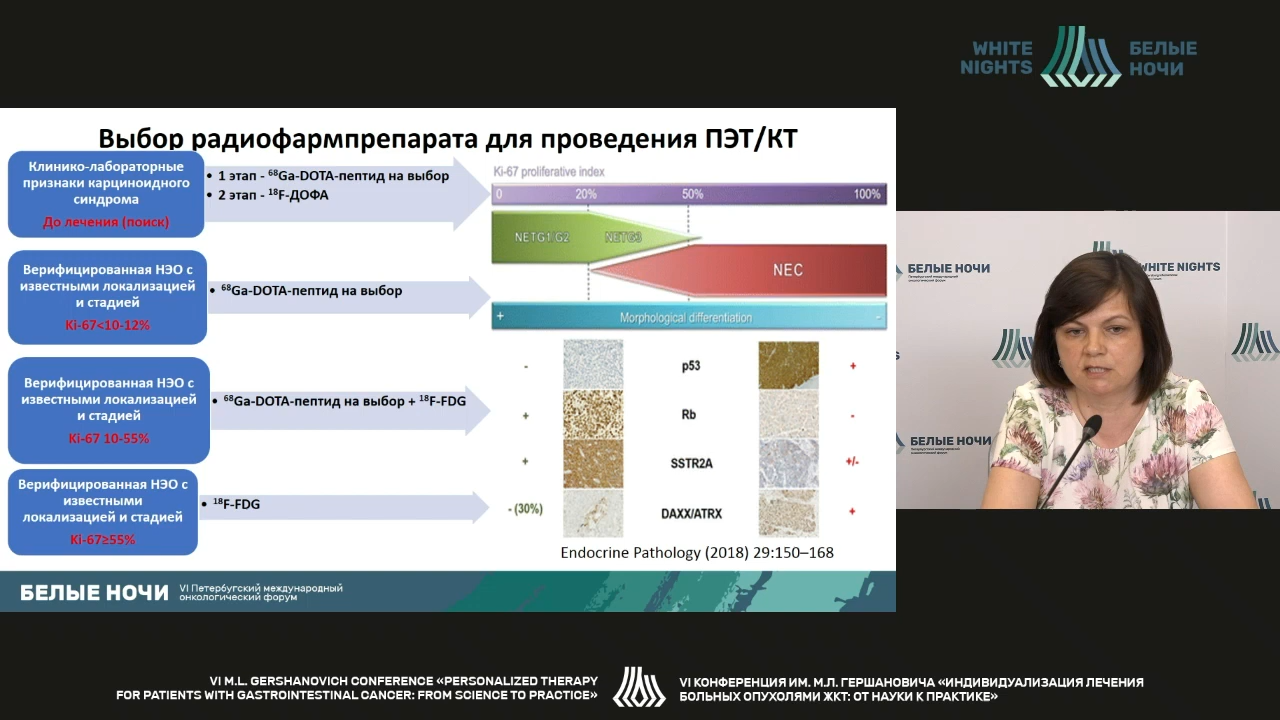 WHITE
NIGHTS
БЕЛЫЕ
НОЧИ
Выбор радиофармпрепарата для проведения ПЭТ/КТ
Клинико-лабораторные
признаки карциноидного
синдрома
До лечения (поиск)
• 1 этап - ⁶⁸Ga-DOTA-пептид на выбор
• 2 этап - ¹⁸F-ДОФА
Верифицированная НЭО с
известными локализацией
и стадией
Ki-67<10-12%
• ⁶⁸Ga-DOTA-пептид на выбор
Верифицированная НЭО с
известными локализацией
и стадией
Ki-67 10-55%
• ⁶⁸Ga-DOTA-пептид на выбор + ¹⁸F-FDG
Верифицированная НЭО с
известными
локализацией и стадией
Ki-67≥55%
• ¹⁸F-FDG
Ki-67 proliferative index
0 20% 50% 100%
NETG1/G2 NETG3
NEC
+ Morphological differentiation -
- p53 +
+ Rb -
+ SSTR2A +/-
- (30%) DAXX/ATRX +
Endocrine Pathology (2018) 29:150–168
БЕЛЫЕ НОЧИ
VI Петербургский международный
онкологический форум
БЕЛЫЕ НОЧИ
WHITE NIGHTS
БЕЛЫЕ НОЧИ
VI M.L. GERSHANOVICH CONFERENCE «PERSONALIZED THERAPY
FOR PATIENTS WITH GASTROINTESTINAL CANCER: FROM SCIENCE TO PRACTICE»
VI КОНФЕРЕНЦИЯ ИМ. М.Л. ГЕРШАНОВИЧА «ИНДИВИДУАЛИЗАЦИЯ ЛЕЧЕНИЯ
БОЛЬНЫХ ОПУХОЛЯМИ ЖКТ: ОТ НАУКИ К ПРАКТИКЕ»